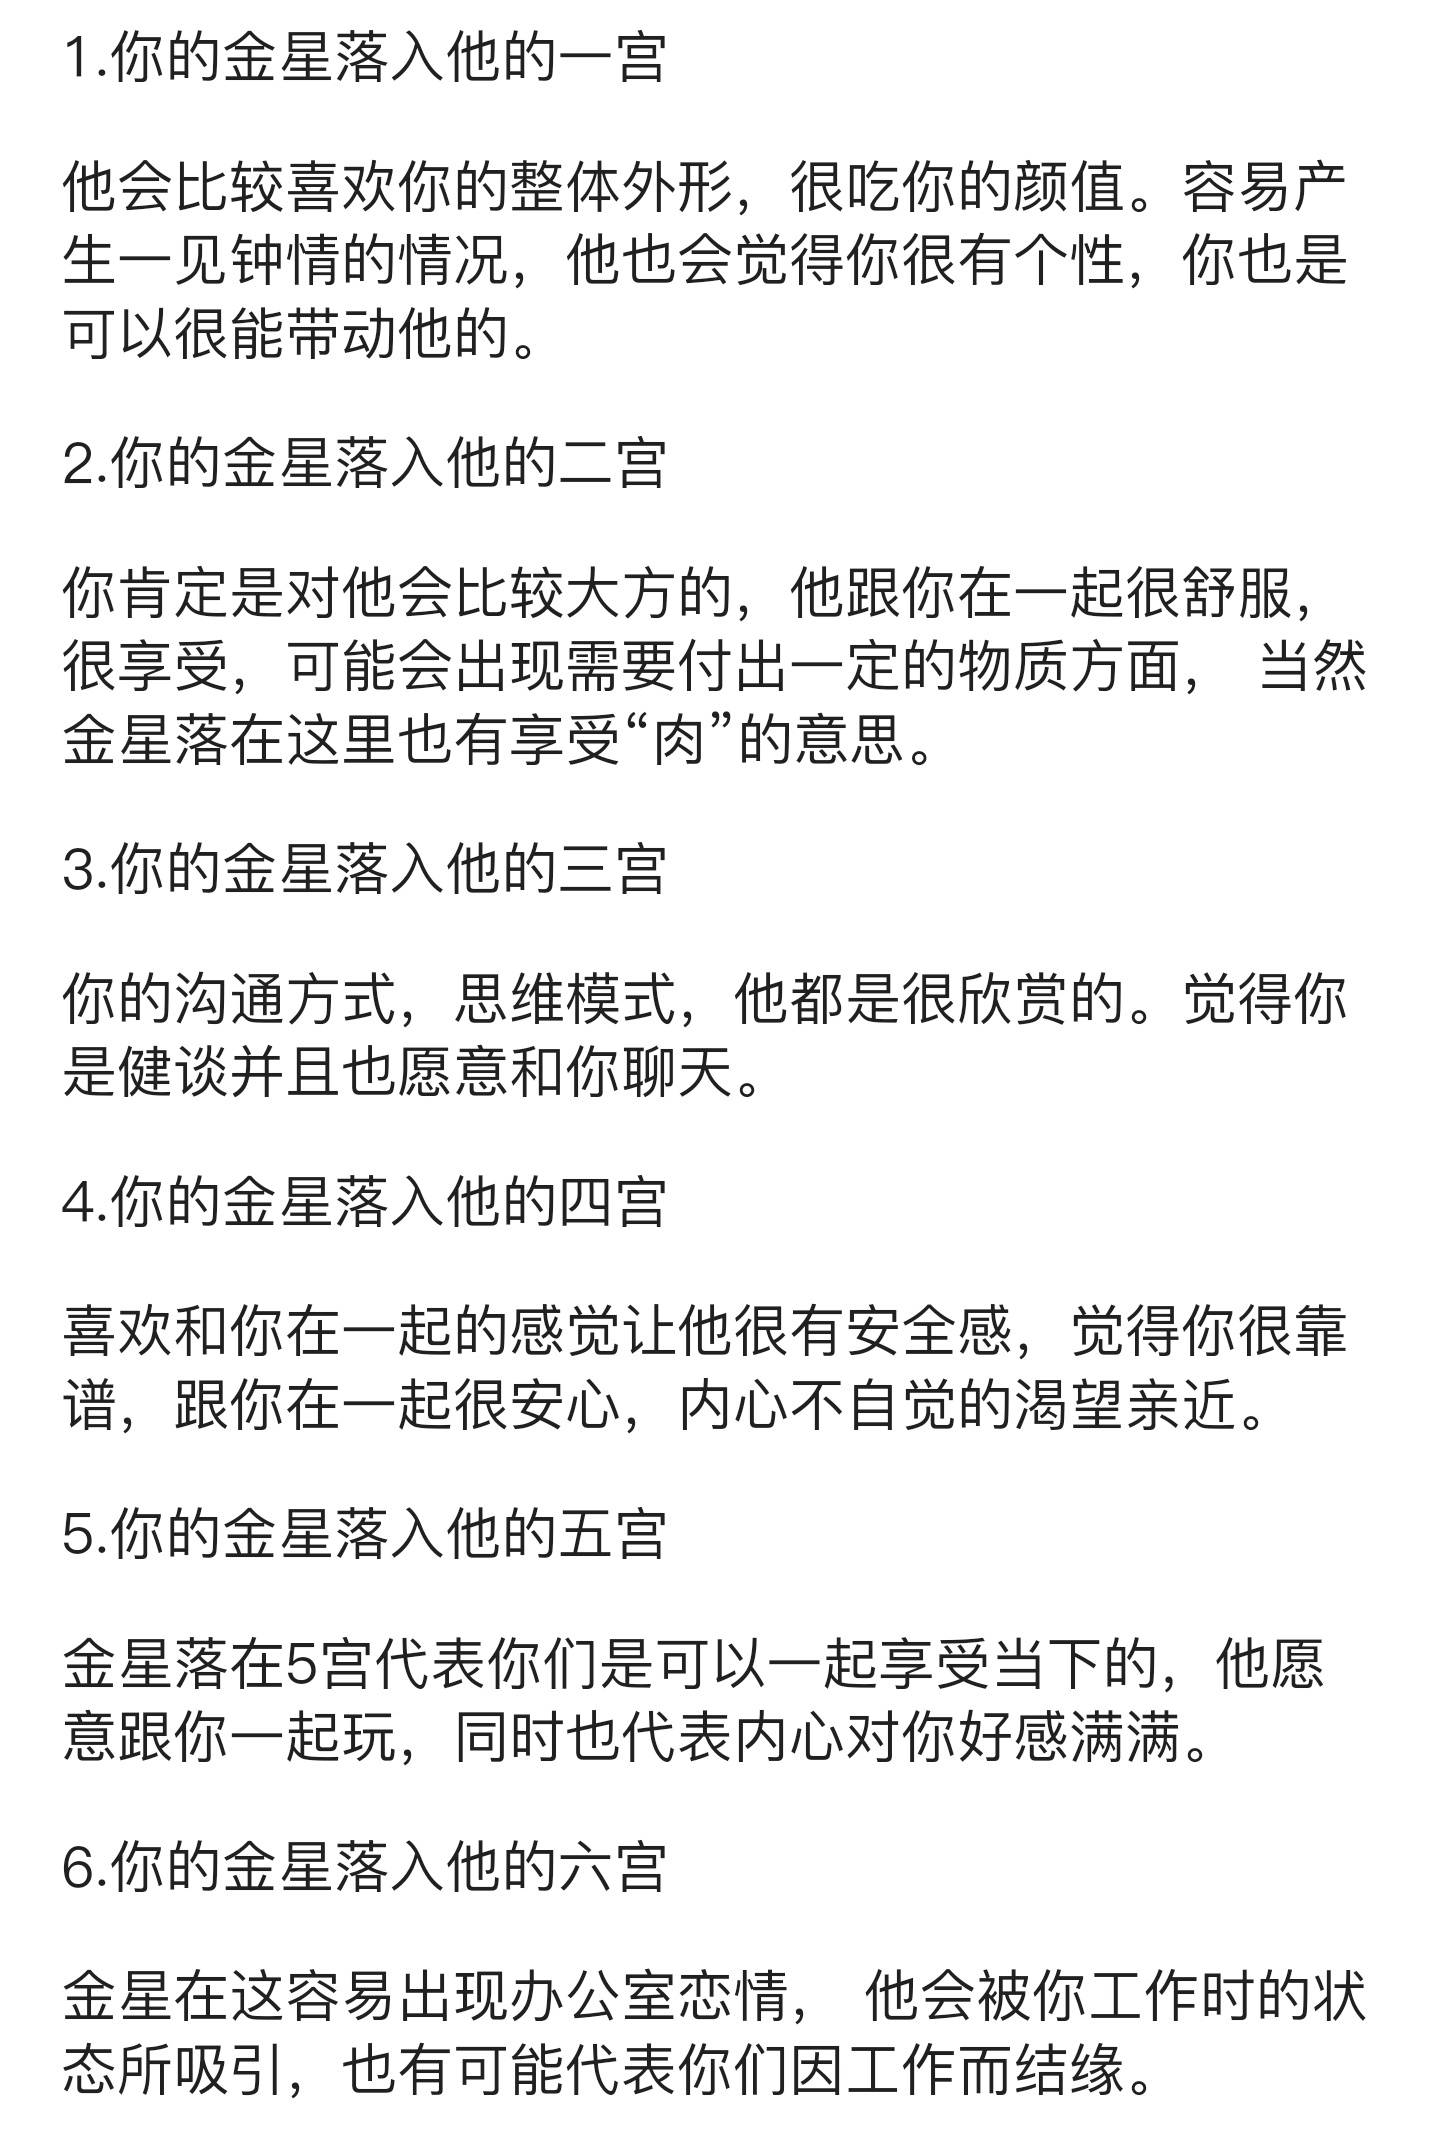 1.你的金星落入他的一宫
他会比较喜欢你的整体外形，很吃你的颜值。容易产
生一见钟情的情况，他也会觉得你很有个性，你也是
可以很能带动他的。
2.你的金星落入他的二宫
你肯定是对他会比较大方的，他跟你在一起很舒服，
很享受，可能会出现需要付出一定的物质方面， 当然
金星落在这里也有享受“肉”的意思。
3.你的金星落入他的三宫
你的沟通方式，思维模式，他都是很欣赏的。觉得你
是健谈并且也愿意和你聊天。
4.你的金星落入他的四宫
喜欢和你在一起的感觉让他很有安全感，觉得你很靠
谱，跟你在一起很安心，内心不自觉的渴望亲近。
5.你的金星落入他的五宫
金星落在5宫代表你们是可以一起享受当下的，他愿
意跟你一起玩，同时也代表内心对你好感满满。
6.你的金星落入他的六宫
金星在这容易出现办公室恋情， 他会被你工作时的状
态所吸引，也有可能代表你们因工作而结缘。